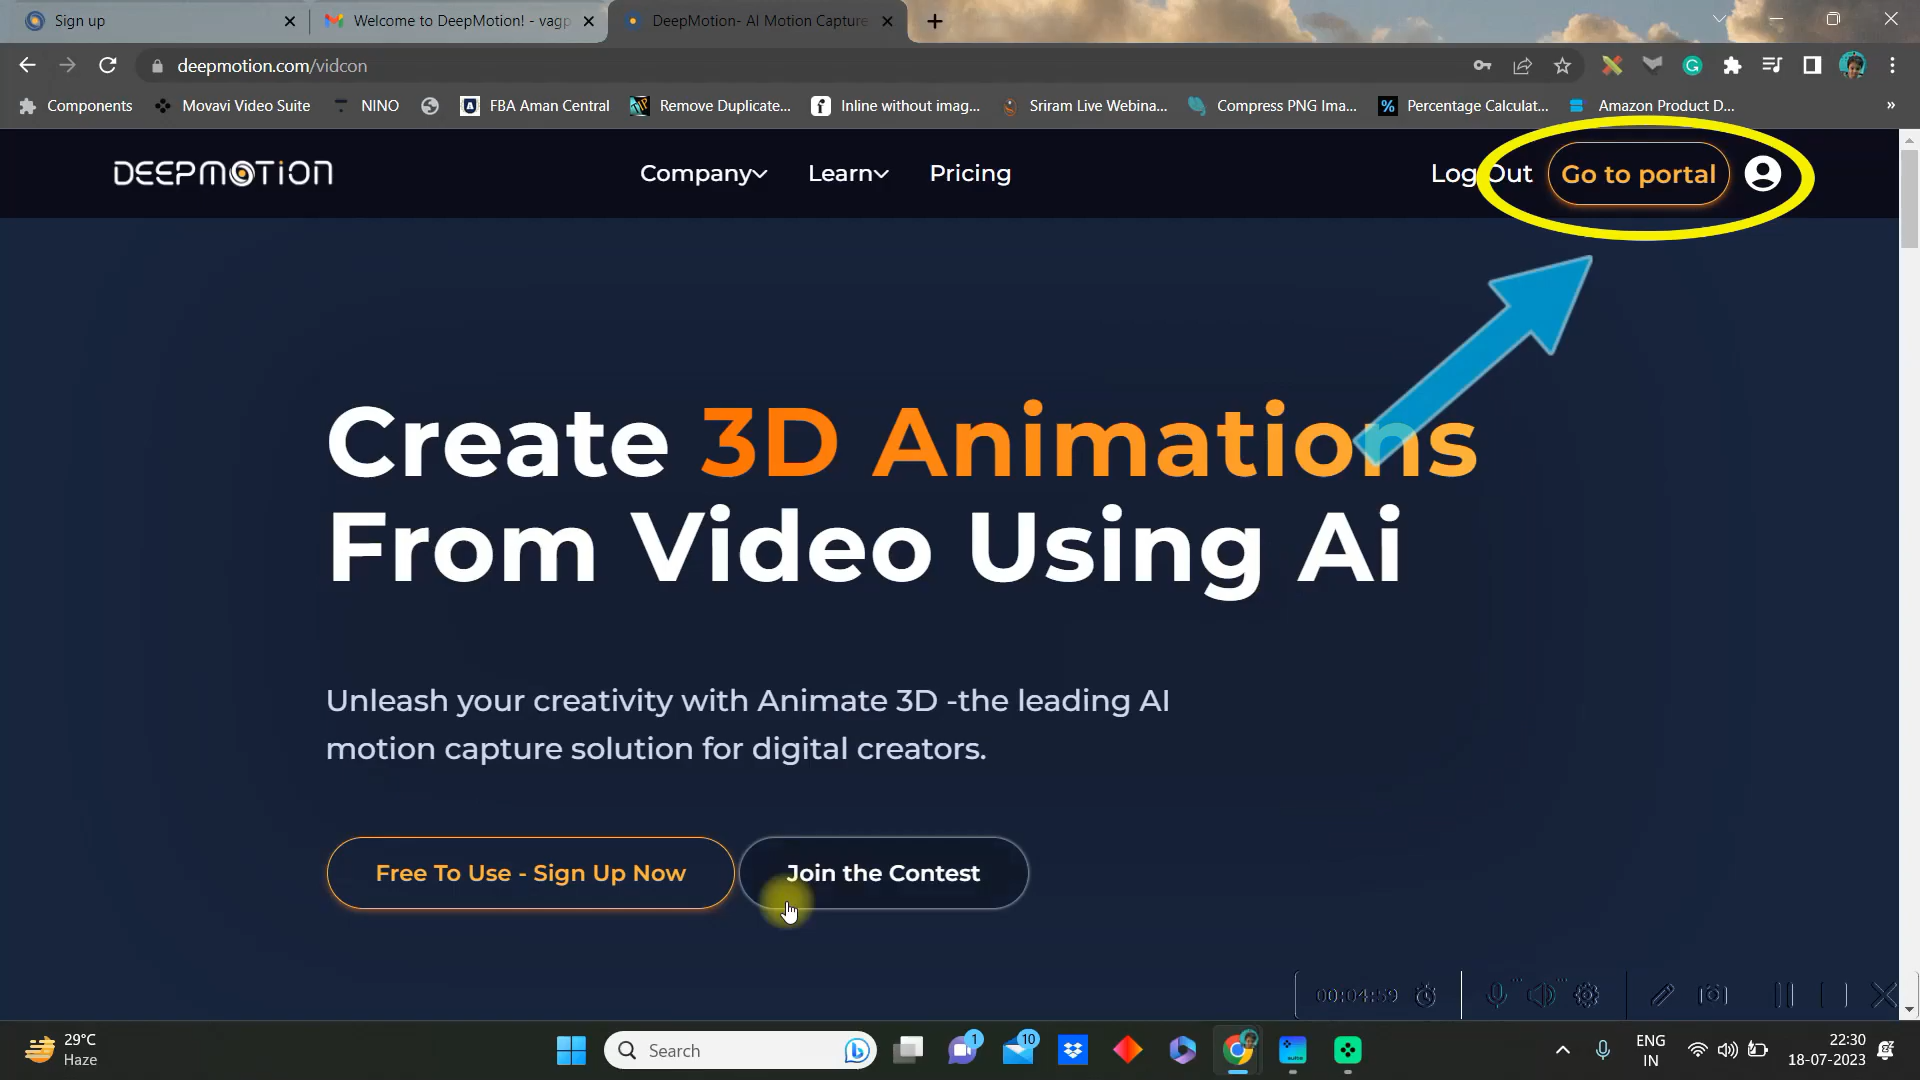 Sign up
Welcome to DeepMotion! - vagp
DeepMotion- AI Motion Capture
deepmotion.com/vidcon
Components
Movavi Video Suite
NINO
FBA Aman Central
Remove Duplicate...
Inline without imag...
Sriram Live Webina...
Compress PNG Ima...
Percentage Calculat...
Amazon Product D...
»
DEEPMOTION
Company
Learn
Pricing
Log Out
Go to portal
Create 3D Animations
From Video Using Ai
Unleash your creativity with Animate 3D -the leading AI
motion capture solution for digital creators.
Free To Use - Sign Up Now
Join the Contest
00:04:59
29°C
Haze
Search
1
10
ENG
IN
22:30
18-07-2023